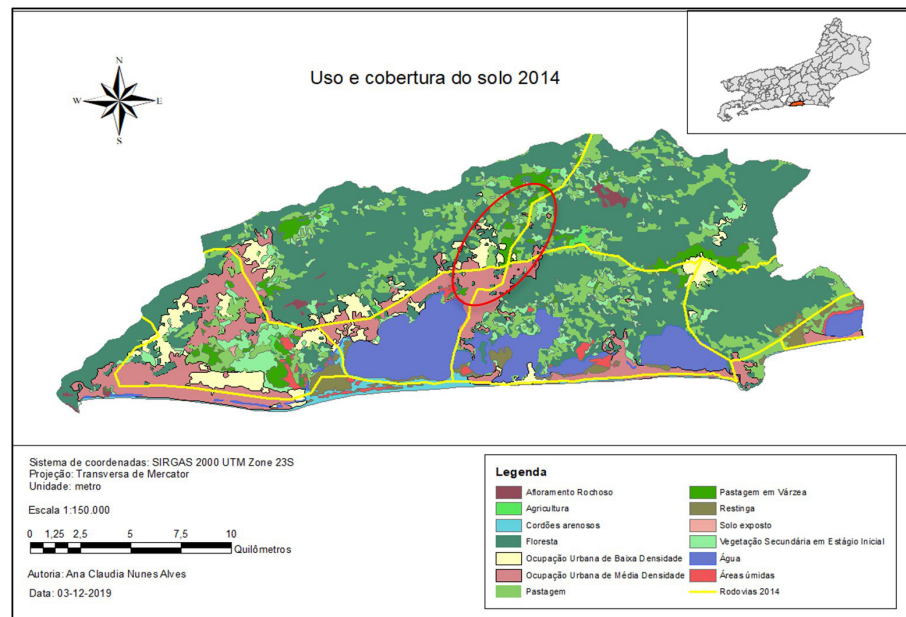 Uso e cobertura do solo 2014
N
W
E
S
Sistema de coordenadas: SIRGAS 2000 UTM Zone 23S
Projeção: Transversa de Mercator
Unidade: metro
Escala 1:150.000
0 1,25 2,5 5 7,5 10
Quilômetros
Autoria: Ana Claudia Nunes Alves
Data: 03-12-2019
Legenda
Afloramento Rochoso
Agricultura
Cordões arenosos
Floresta
Ocupação Urbana de Baixa Densidade
Ocupação Urbana de Média Densidade
Pastagem
Pastagem em Várzea
Restinga
Solo exposto
Vegetação Secundária em Estágio Inicial
Água
Áreas úmidas
Rodovias 2014